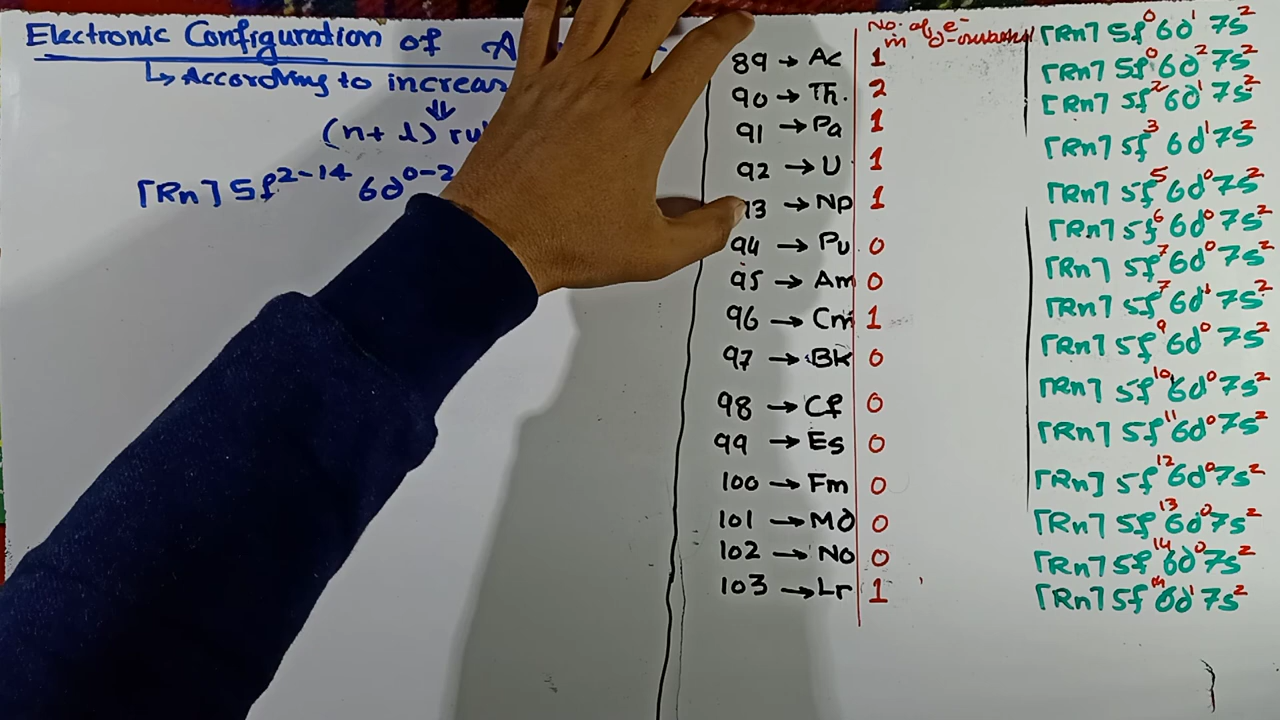 Electronic Configuration of A
↳ According to increas
⇓
(n+l) ru
[Rn] 5f²⁻¹⁴ 6d⁰⁻²
No. of e⁻
in d-
89 → Ac 1 [Rn] 5f⁰ 6d¹ 7s²
90 → Th. 2 [Rn] 5f⁰ 6d² 7s²
91 → Pa 1 [Rn] 5f² 6d¹ 7s²
92 → U 1 [Rn] 5f³ 6d¹ 7s²
93 → Np 1 [Rn] 5f⁵ 6d⁰ 7s²
94 → Pu 0 [Rn] 5f⁶ 6d⁰ 7s²
95 → Am 0 [Rn] 5f⁷ 6d⁰ 7s²
96 → Cm 1 [Rn] 5f⁷ 6d¹ 7s²
97 → Bk 0 [Rn] 5f⁹ 6d⁰ 7s²
98 → Cf 0 [Rn] 5f¹⁰ 6d⁰ 7s²
99 → Es 0 [Rn] 5f¹¹ 6d⁰ 7s²
100 → Fm 0 [Rn] 5f¹² 6d⁰ 7s²
101 → Md 0 [Rn] 5f¹³ 6d⁰ 7s²
102 → No 0 [Rn] 5f¹⁴ 6d⁰ 7s²
103 → Lr 1 [Rn] 5f¹⁴ 6d¹ 7s²